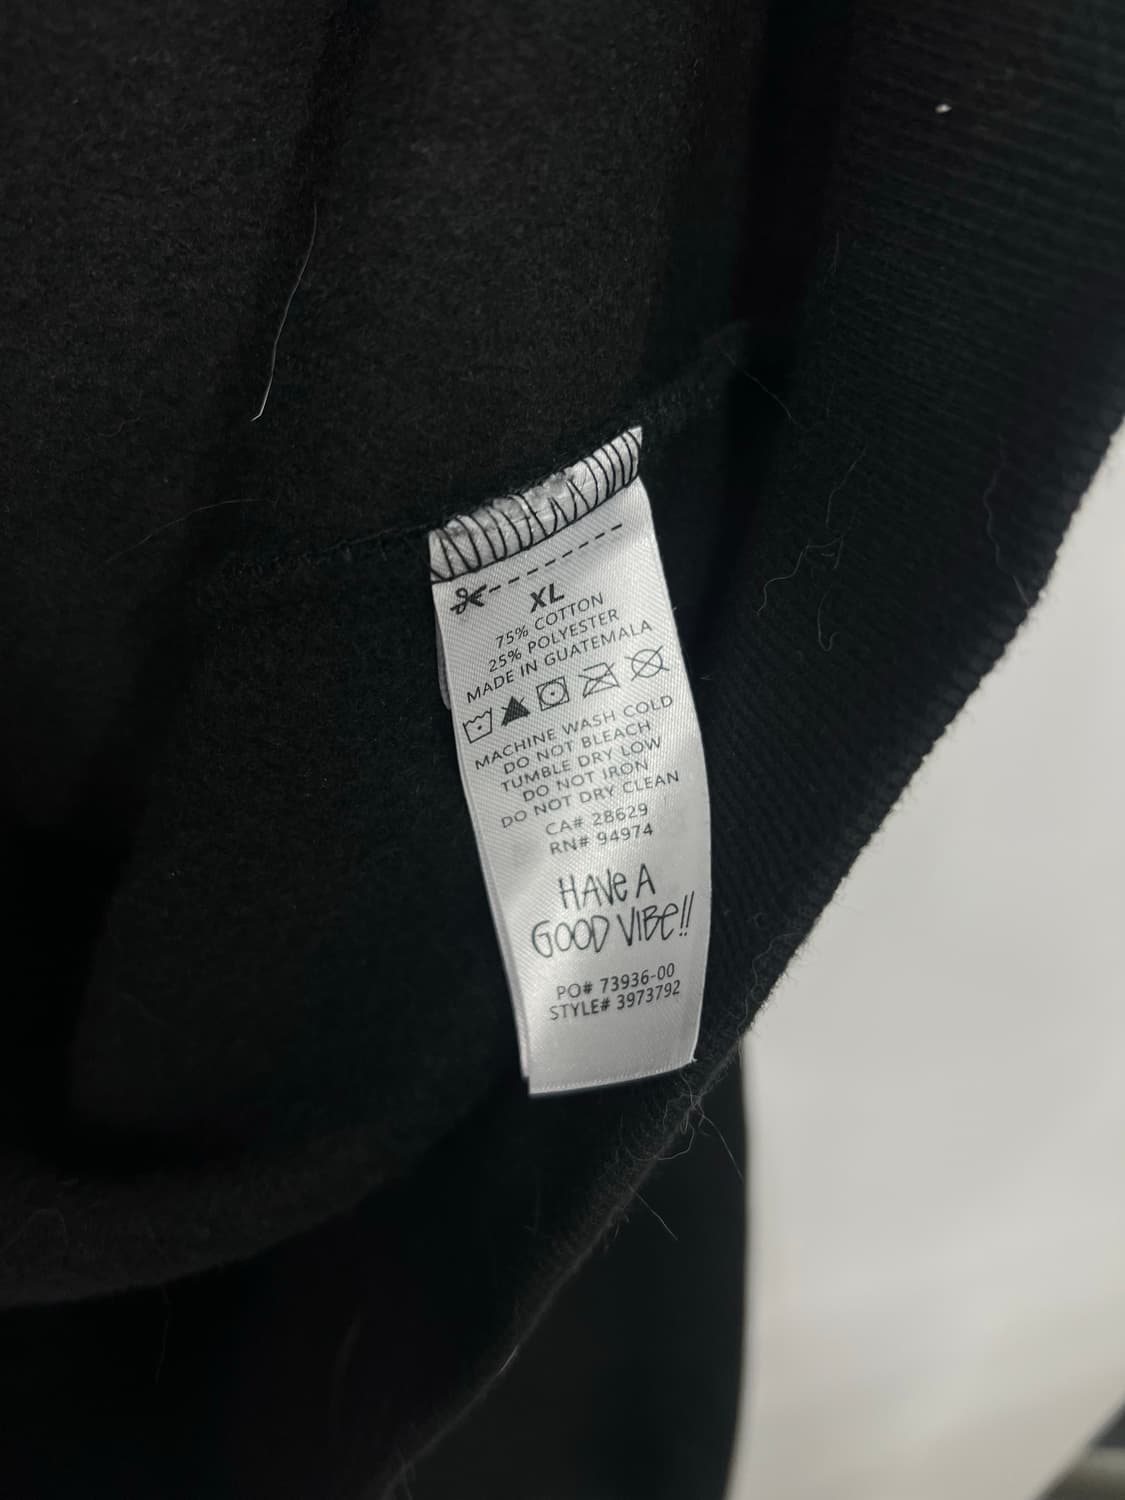 XL
75% COTTON
25% POLYESTER
MADE IN GUATEMALA
MACHINE WASH COLD
DO NOT BLEACH
TUMBLE DRY LOW
DO NOT IRON
DO NOT DRY CLEAN
CA# 28629
RN# 94974
HAVe A
GOOD VIBe!!
PO# 73936-00
STYLE# 3973792